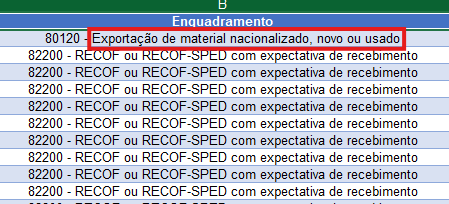 B
Enquadramento
80120 - Exportação de material nacionalizado, novo ou usado
82200 - RECOF ou RECOF-SPED com expectativa de recebimento
82200 - RECOF ou RECOF-SPED com expectativa de recebimento
82200 - RECOF ou RECOF-SPED com expectativa de recebimento
82200 - RECOF ou RECOF-SPED com expectativa de recebimento
82200 - RECOF ou RECOF-SPED com expectativa de recebimento
82200 - RECOF ou RECOF-SPED com expectativa de recebimento
82200 - RECOF ou RECOF-SPED com expectativa de recebimento
82200 - RECOF ou RECOF-SPED com expectativa de recebimento